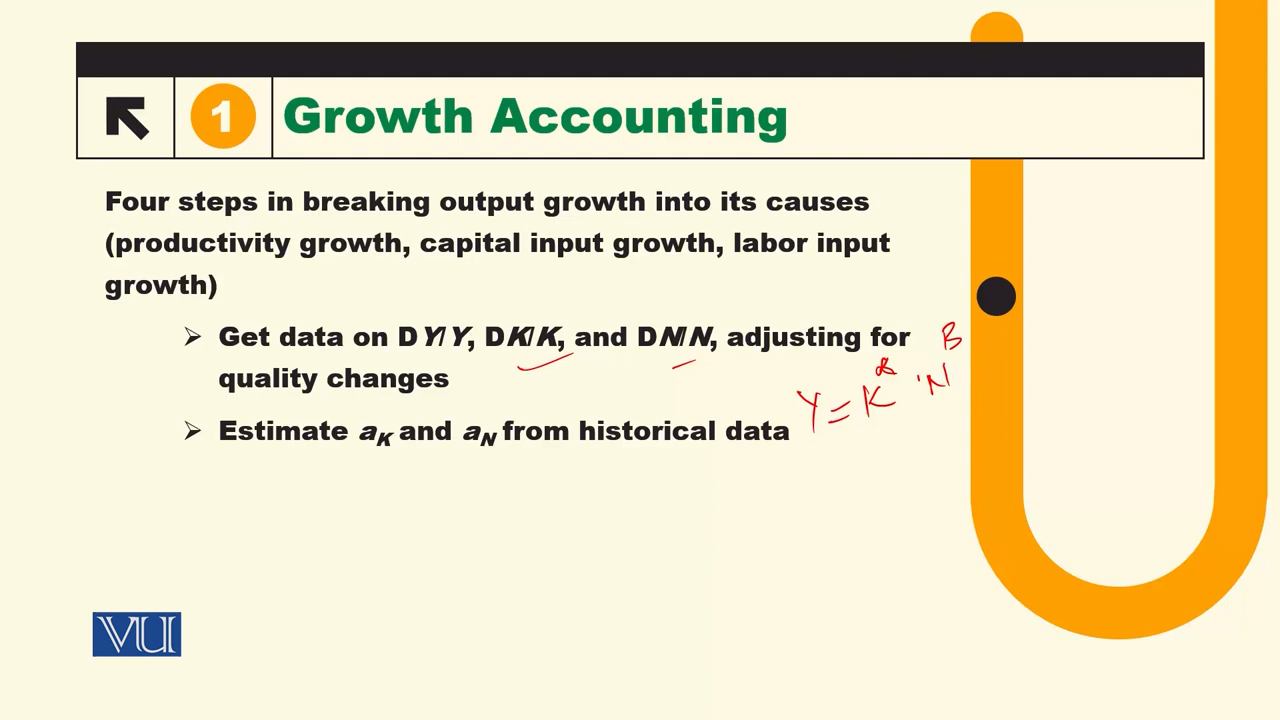 1 Growth Accounting
Four steps in breaking output growth into its causes
(productivity growth, capital input growth, labor input
growth)
➢ Get data on DY/Y, DK/K, and DN/N, adjusting for
quality changes
➢ Estimate aK and aN from historical data
Y = K^α N^B
VU